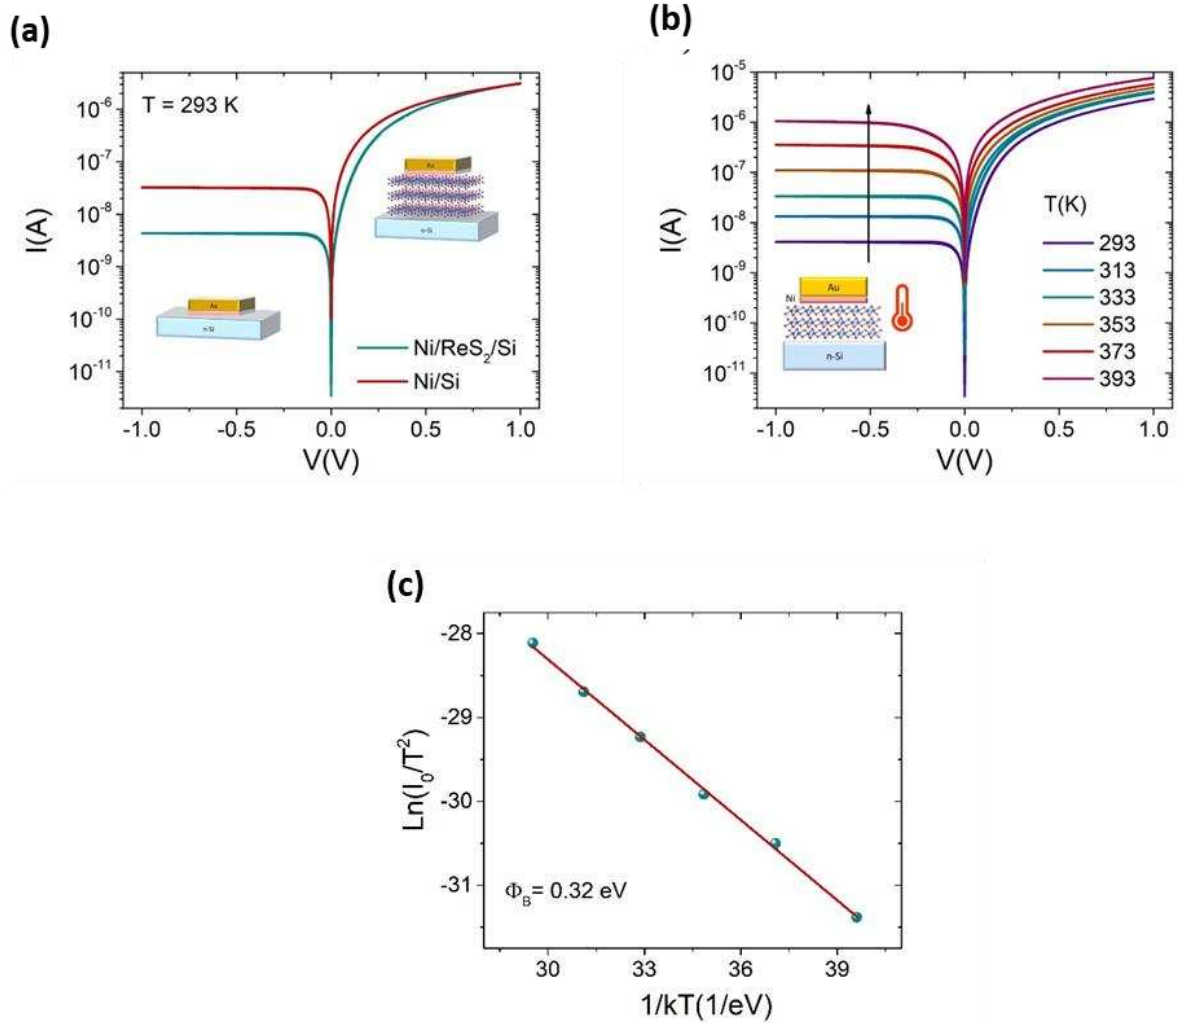 (a)
T = 293 K
I(A)
10⁻⁶
10⁻⁷
10⁻⁸
10⁻⁹
10⁻¹⁰
10⁻¹¹
Au
n-Si
Au
n-Si
Ni/ReS₂/Si
Ni/Si
-1.0 -0.5 0.0 0.5 1.0
V(V)
(b)
I(A)
10⁻⁵
10⁻⁶
10⁻⁷
10⁻⁸
10⁻⁹
10⁻¹⁰
10⁻¹¹
T(K)
293
313
333
353
373
393
Au
Ni
n-Si
-1.0 -0.5 0.0 0.5 1.0
V(V)
(c)
Ln(I₀/T²)
-28
-29
-30
-31
Φ_B= 0.32 eV
30 33 36 39
1/kT(1/eV)